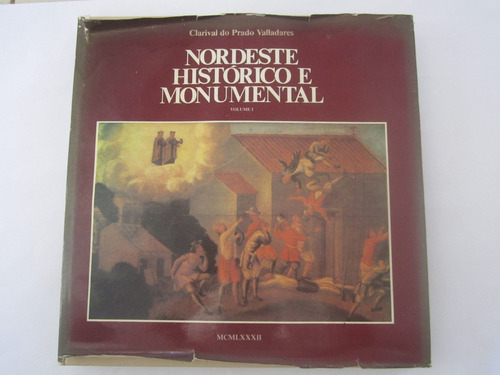 Clarival do Prado Valladares
NORDESTE
HISTÓRICO E
MONUMENTAL
VOLUME I
MCMLXXXII